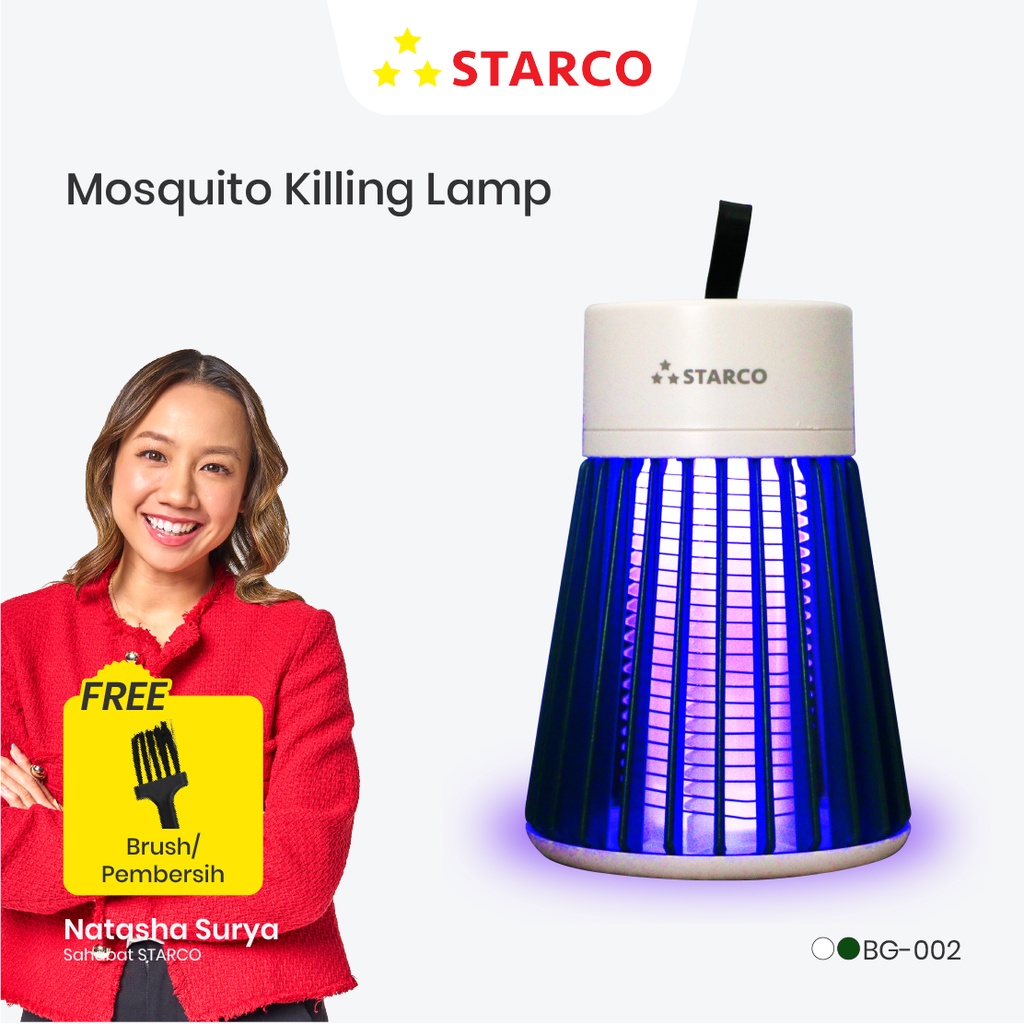 STARCO
Mosquito Killing Lamp
STARCO
FREE
Brush/
Pembersih
Natasha Surya
Sahabat STARCO
BG-002